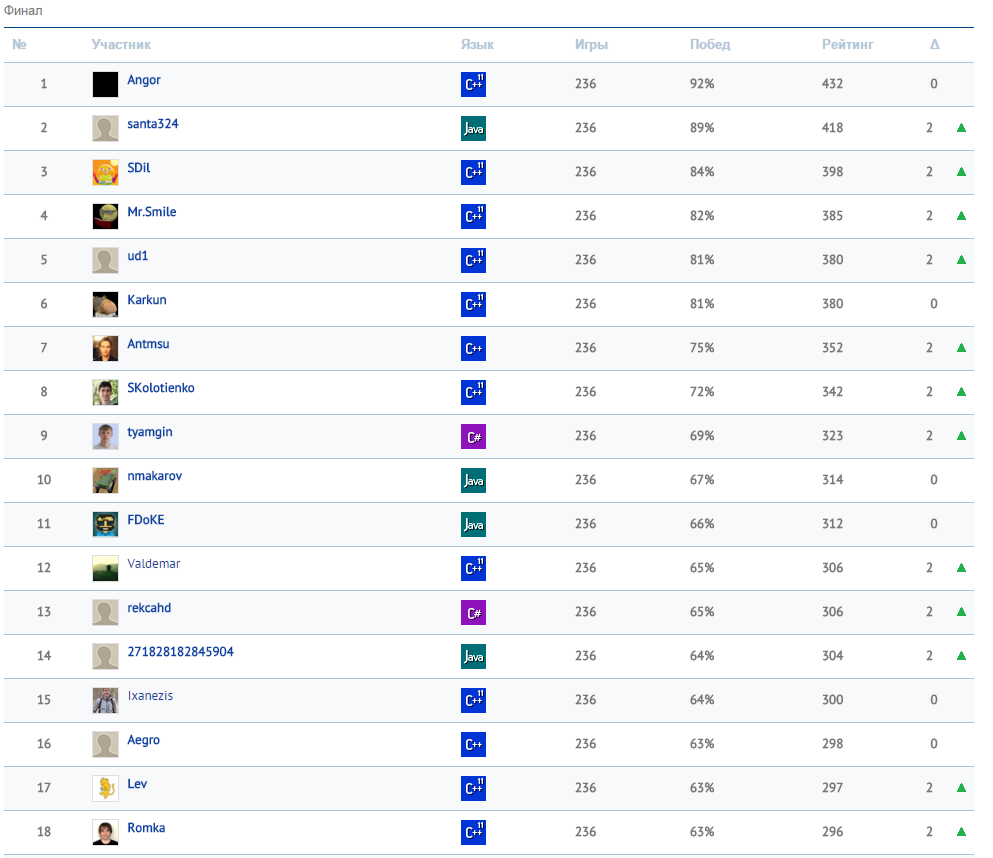 Финал
№ Участник Язык Игры Побед Рейтинг Δ
1 Angor C++11 236 92% 432 0
2 santa324 Java 236 89% 418 2
3 SDil C++11 236 84% 398 2
4 Mr.Smile C++11 236 82% 385 2
5 ud1 C++11 236 81% 380 2
6 Karkun C++11 236 81% 380 0
7 Antmsu C++ 236 75% 352 2
8 SKolotienko C++11 236 72% 342 2
9 tyamgin C# 236 69% 323 2
10 nmakarov Java 236 67% 314 0
11 FDoKE Java 236 66% 312 0
12 Valdemar C++11 236 65% 306 2
13 rekcahd C# 236 65% 306 2
14 271828182845904 Java 236 64% 304 2
15 Ixanezis C++11 236 64% 300 0
16 Aegro C++ 236 63% 298 0
17 Lev C++11 236 63% 297 2
18 Romka C++11 236 63% 296 2